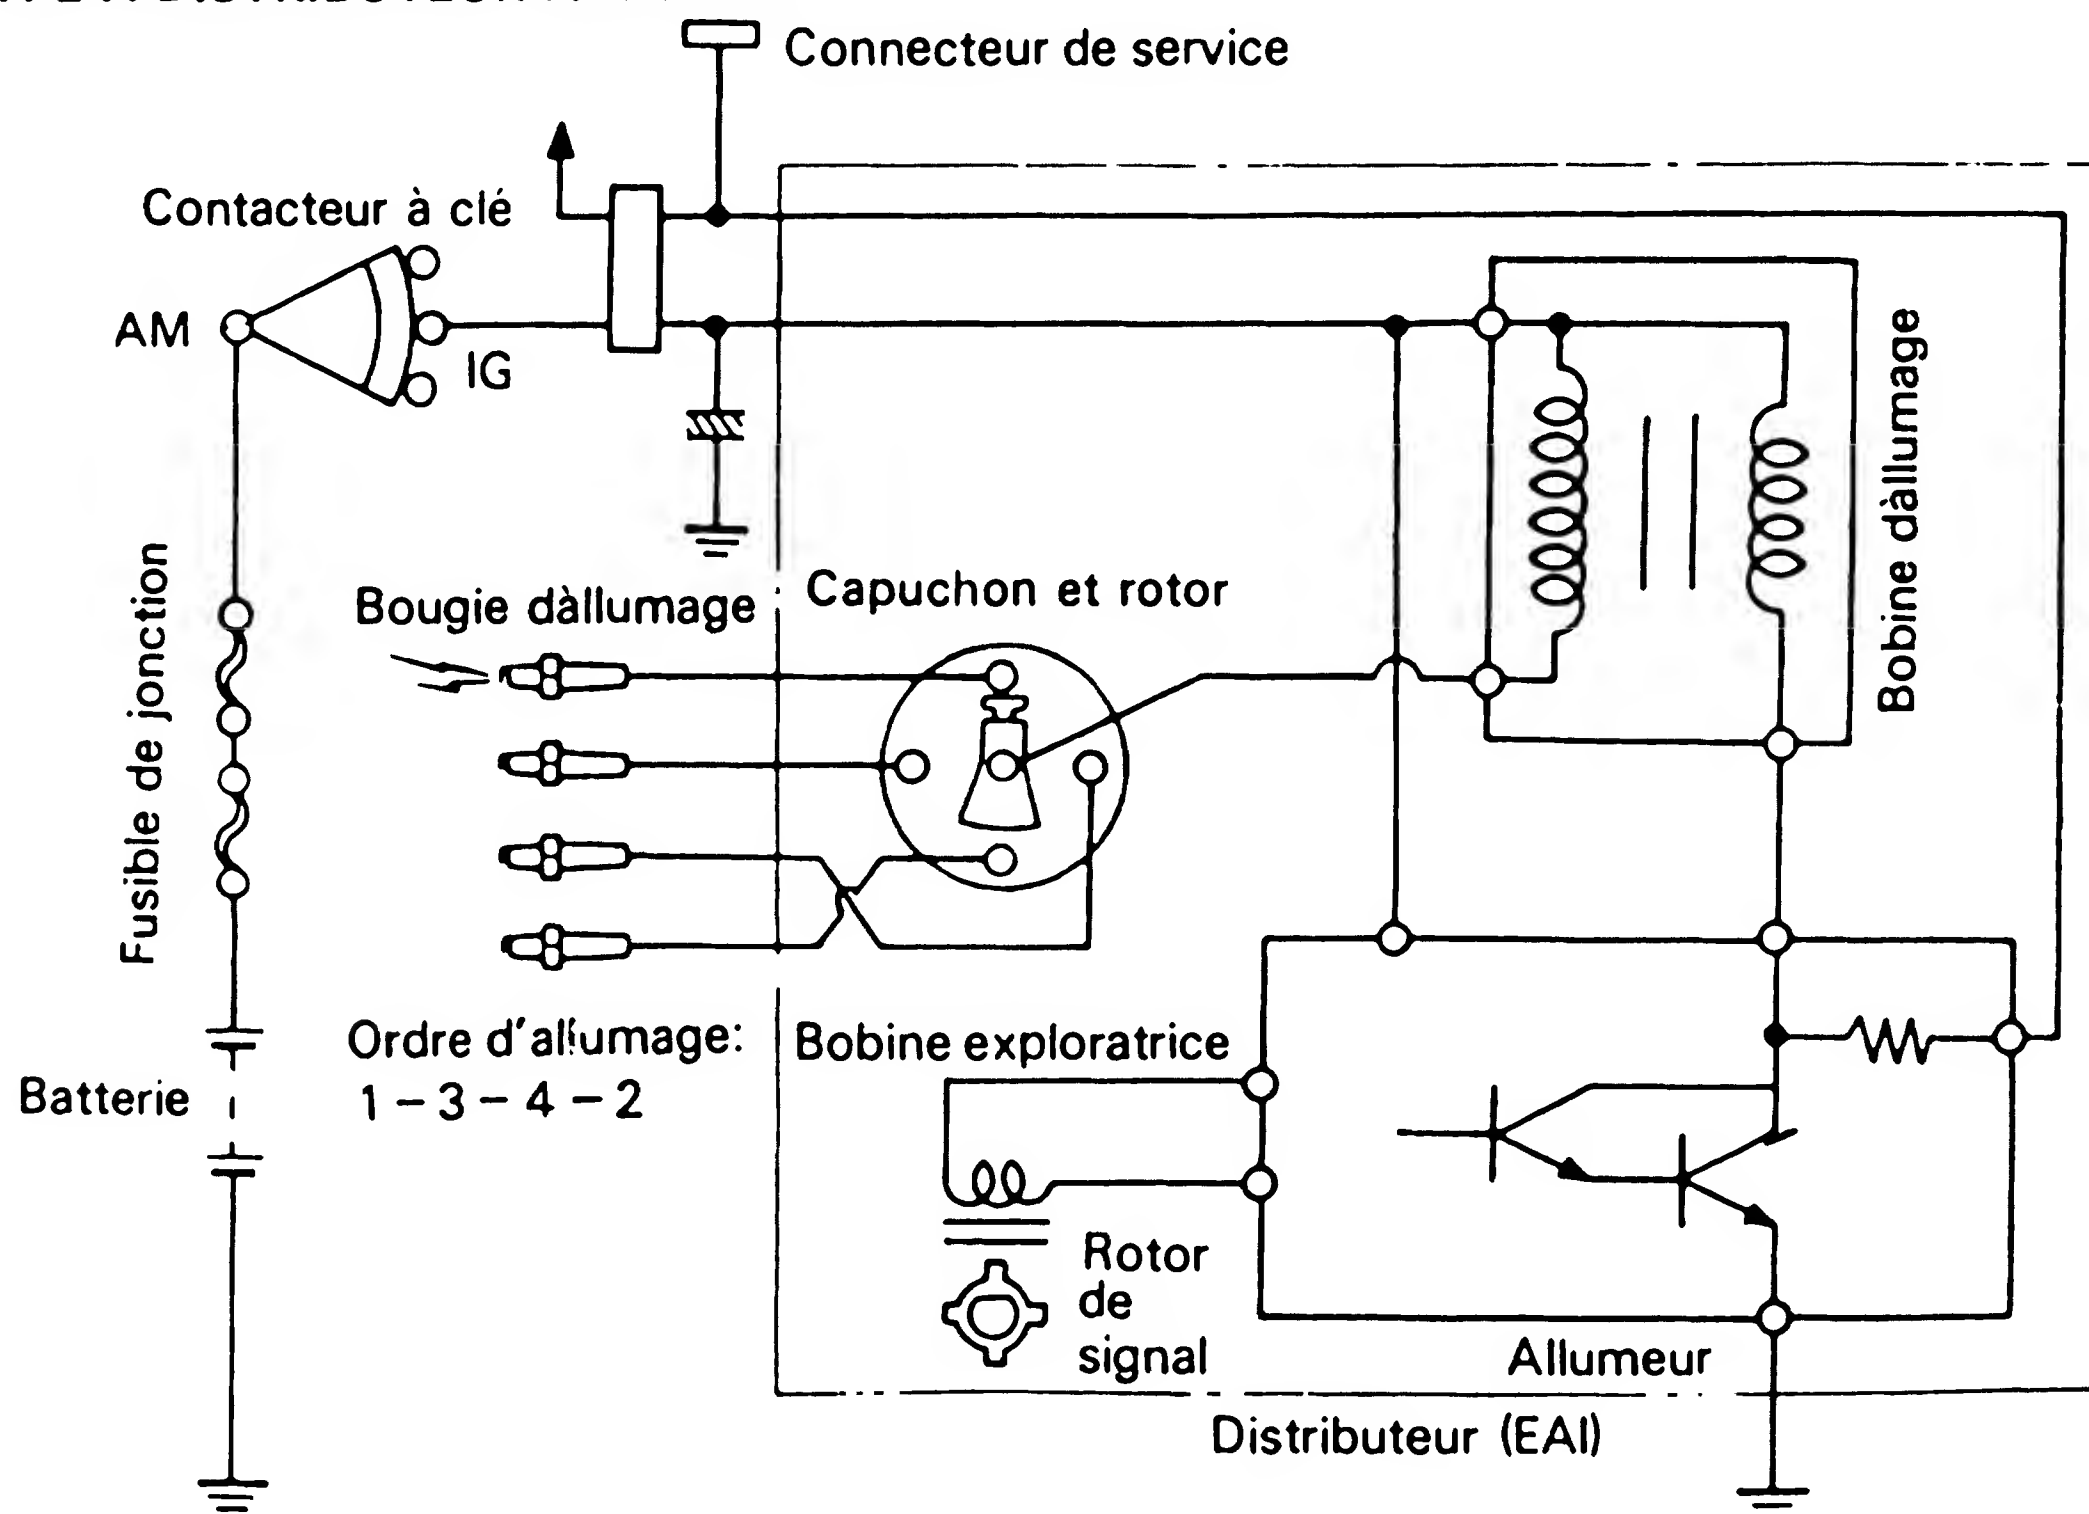 Connecteur de service
Contacteur à clé
AM
IG
Bobine dàllumage
Fusible de jonction
Bougie dàllumage
Capuchon et rotor
Ordre d'allumage:
1 – 3 – 4 – 2
Bobine exploratrice
Batterie
Rotor
de
signal
Allumeur
Distributeur (EAI)